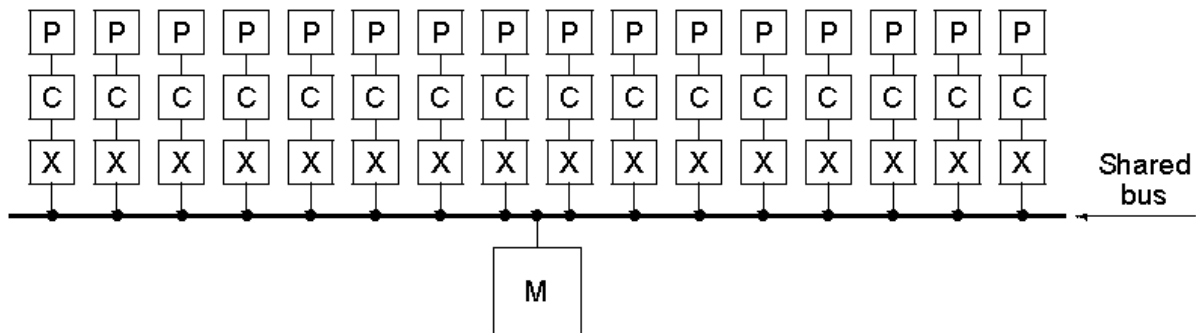 P P P P P P P P P P P P P P P P
C C C C C C C C C C C C C C C C
X X X X X X X X X X X X X X X X
Shared
bus
M